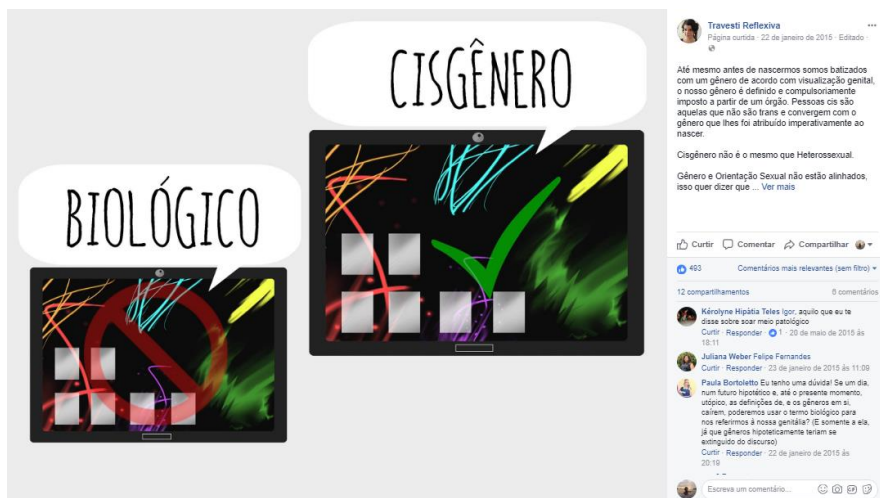 CISGÊNERO
BIOLÓGICO
Travesti Reflexiva
Página curtida · 22 de janeiro de 2015 · Editado ·
Até mesmo antes de nascermos somos batizados
com um gênero de acordo com visualização genital,
o nosso gênero é definido e compulsoriamente
imposto a partir de um órgão. Pessoas cis são
aquelas que não são trans e convergem com o
gênero que lhes foi atribuído imperativamente ao
nascer.
Cisgênero não é o mesmo que Heterossexual.
Gênero e Orientação Sexual não estão alinhados,
isso quer dizer que ... Ver mais
Curtir Comentar Compartilhar
493 Comentários mais relevantes (sem filtro)
12 compartilhamentos 6 comentários
Kérolyne Hipátia Teles Igor, aquilo que eu te
disse sobre soar meio patológico
Curtir · Responder · 1 · 20 de maio de 2015 às
18:11
Juliana Weber Felipe Fernandes
Curtir · Responder · 23 de janeiro de 2015 às 11:09
Paula Bortoletto Eu tenho uma dúvida! Se um dia,
num futuro hipotético e, até o presente momento,
utópico, as definições de, e os gêneros em si,
caírem, poderemos usar o termo biológico para
nos referirmos à nossa genitália? (E somente a ela,
já que gêneros hipoteticamente teriam se
extinguido do discurso)
Curtir · Responder · 22 de janeiro de 2015 às
20:19
Escreva um comentário...
GIF